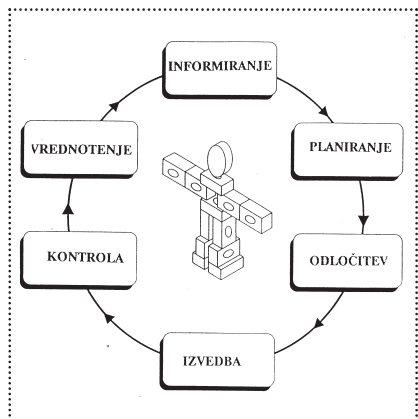 INFORMIRANJE
PLANIRANJE
ODLOČITEV
IZVEDBA
KONTROLA
VREDNOTENJE